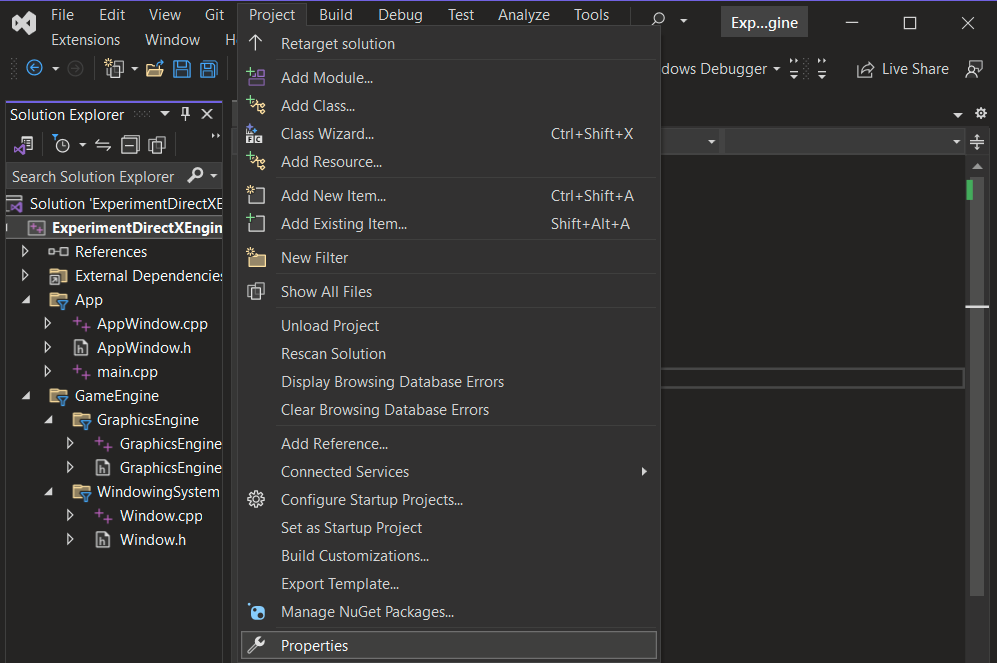 File Edit View Git Project Build Debug Test Analyze Tools Exp...gine
Extensions Window H
dows Debugger Live Share
Solution Explorer
Search Solution Explorer
Solution 'ExperimentDirectXE
ExperimentDirectXEngin
References
External Dependencies
App
AppWindow.cpp
AppWindow.h
main.cpp
GameEngine
GraphicsEngine
GraphicsEngine
GraphicsEngine
WindowingSystem
Window.cpp
Window.h
Retarget solution
Add Module...
Add Class...
Class Wizard... Ctrl+Shift+X
Add Resource...
Add New Item... Ctrl+Shift+A
Add Existing Item... Shift+Alt+A
New Filter
Show All Files
Unload Project
Rescan Solution
Display Browsing Database Errors
Clear Browsing Database Errors
Add Reference...
Connected Services
Configure Startup Projects...
Set as Startup Project
Build Customizations...
Export Template...
Manage NuGet Packages...
Properties